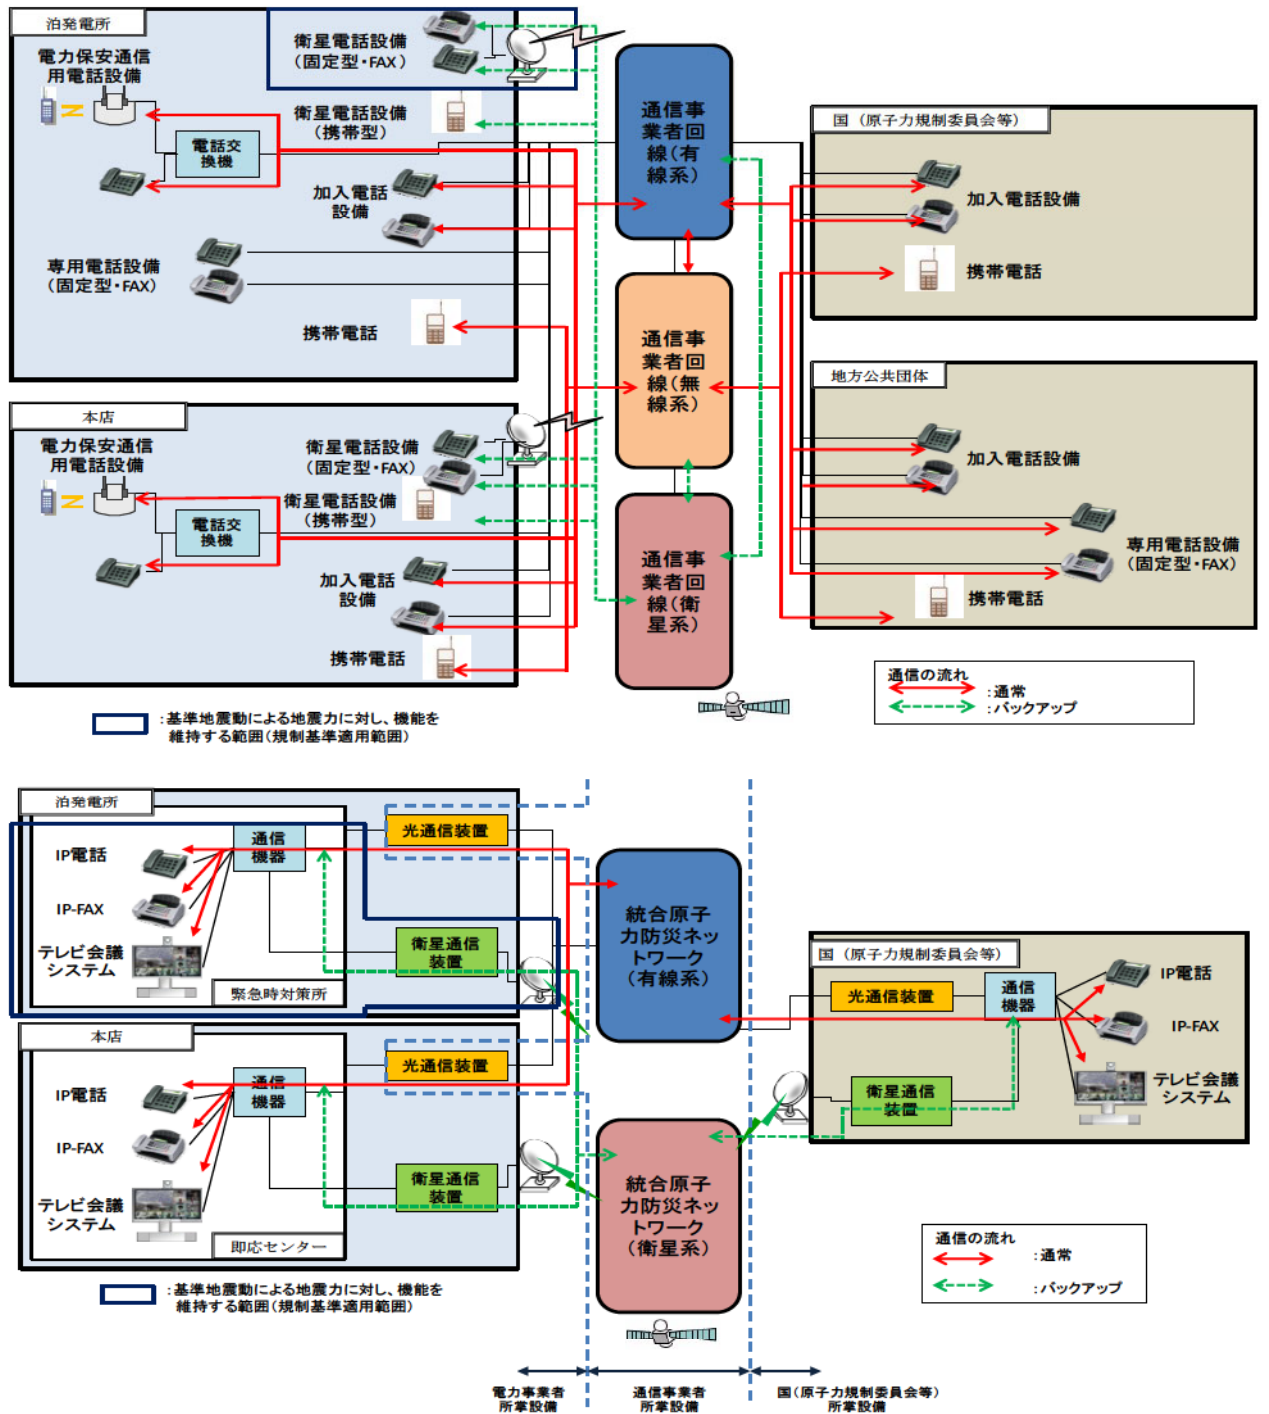 泊発電所
電力保安通信
用電話設備
電話交
換機
衛星電話設備
(固定型・FAX)
衛星電話設備
(携帯型)
加入電話
設備
専用電話設備
(固定型・FAX)
携帯電話
本店
電力保安通信
用電話設備
電話交
換機
衛星電話設備
(固定型・FAX)
衛星電話設備
(携帯型)
加入電話
設備
携帯電話
通信事
業者回
線(有
線系)
通信事
業者回
線(無
線系)
通信事
業者回
線(衛
星系)
国(原子力規制委員会等)
加入電話設備
携帯電話
地方公共団体
加入電話設備
専用電話設備
(固定型・FAX)
携帯電話
通信の流れ
:通常
:バックアップ
:基準地震動による地震力に対し、機能を
維持する範囲(規制基準適用範囲)
泊発電所
IP電話
IP-FAX
テレビ会議
システム
通信
機器
光通信装置
衛星通信
装置
緊急時対策所
本店
IP電話
IP-FAX
テレビ会議
システム
通信
機器
光通信装置
衛星通信
装置
即応センター
統合原子
力防災ネッ
トワーク
(有線系)
統合原子
力防災ネッ
トワーク
(衛星系)
国(原子力規制委員会等)
光通信装置
通信
機器
衛星通信
装置
IP電話
IP-FAX
テレビ会議
システム
通信の流れ
:通常
:バックアップ
:基準地震動による地震力に対し、機能を
維持する範囲(規制基準適用範囲)
電力事業者
所掌設備
通信事業者
所掌設備
国(原子力規制委員会等)
所掌設備